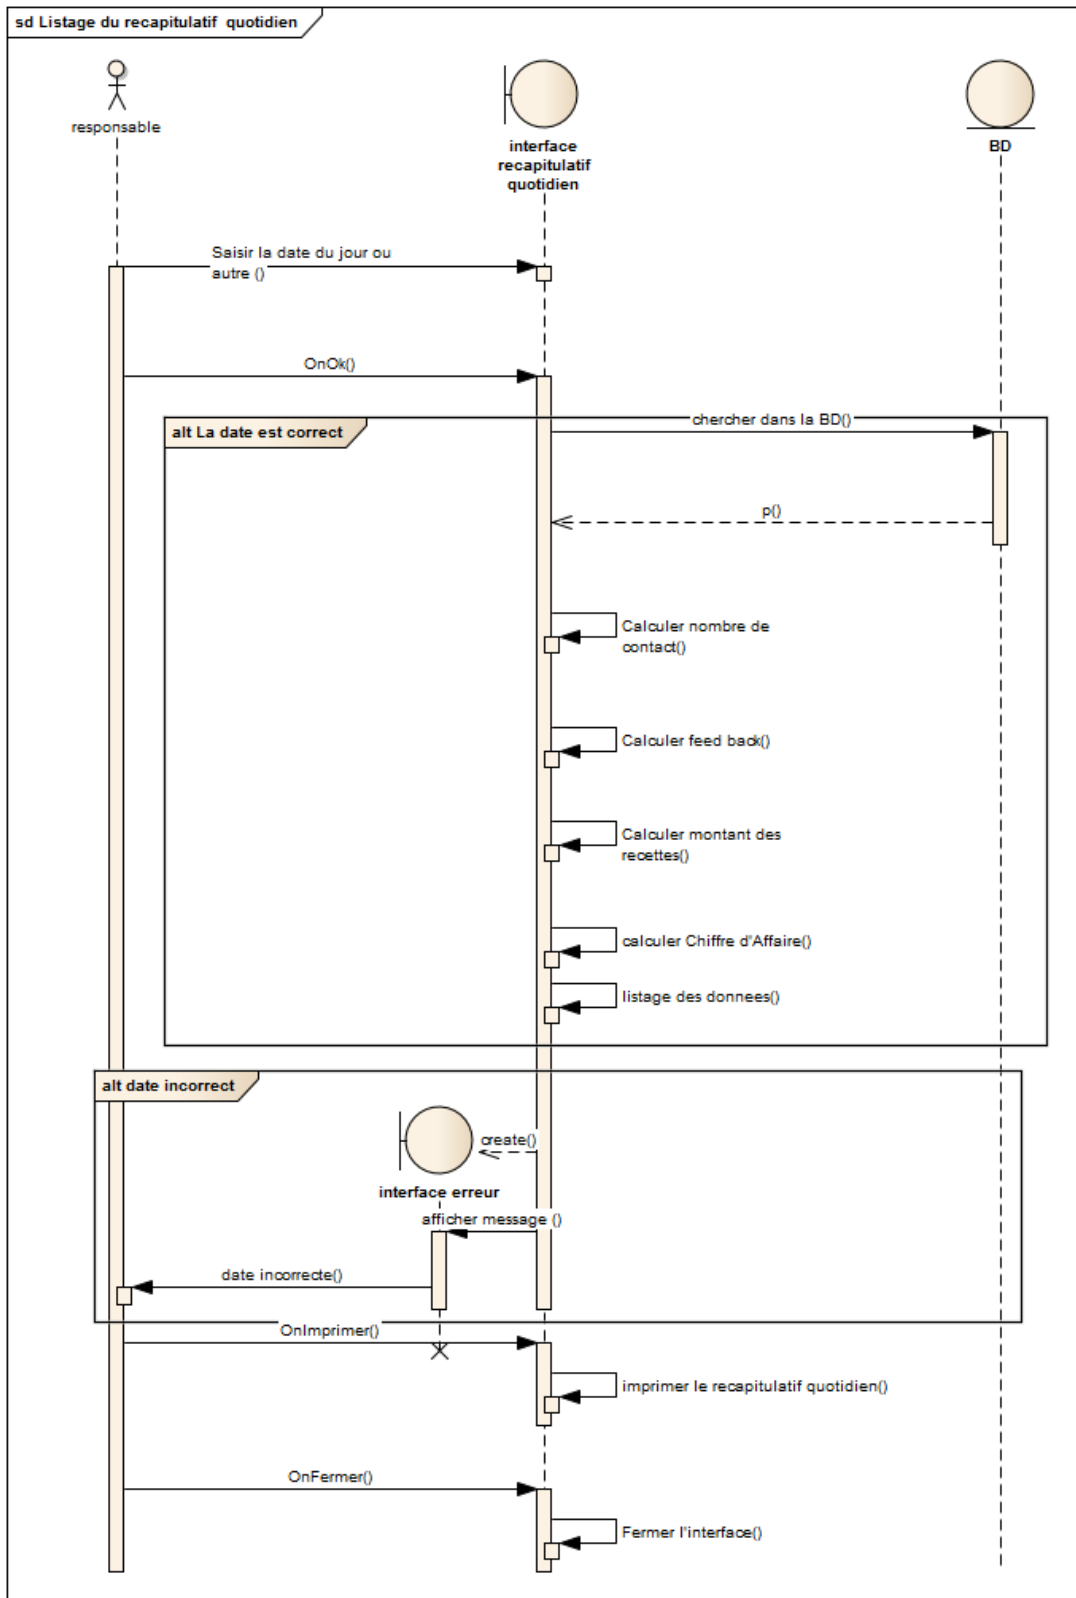 sd Listage du recapitulatif  quotidien
responsable
interface
recapitulatif
quotidien
BD
Saisir la date du jour ou
autre ()
OnOk()
alt La date est correct
chercher dans la BD()
p()
Calculer nombre de
contact()
Calculer feed back()
Calculer montant des
recettes()
calculer Chiffre d'Affaire()
listage des donnees()
alt date incorrect
create()
interface erreur
afficher message ()
date incorrecte()
OnImprimer()
imprimer le recapitulatif quotidien()
OnFermer()
Fermer l'interface()